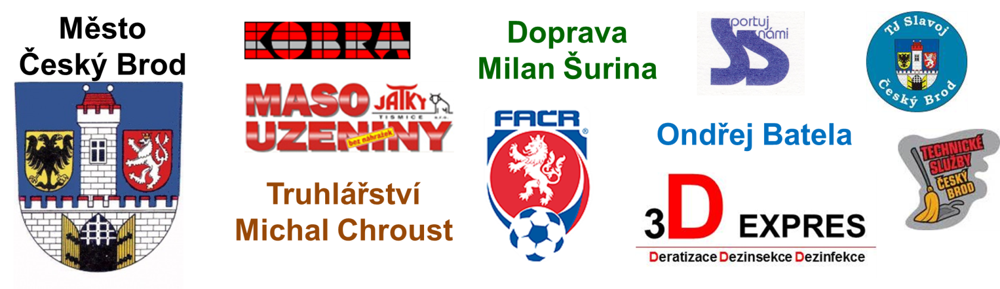 Město
Český Brod
KOBRA
MASO
JATKY
TISMICE s.r.o.
UZENINY
bez náhražek
Truhlářství
Michal Chroust
Doprava
Milan Šurina
FAČR
®
Sportuj
s námi
Ondřej Batela
3D EXPRES
Deratizace Dezinsekce Dezinfekce
TJ Slavoj
Český Brod
TECHNICKÉ
SLUŽBY
ČESKÝ
BROD